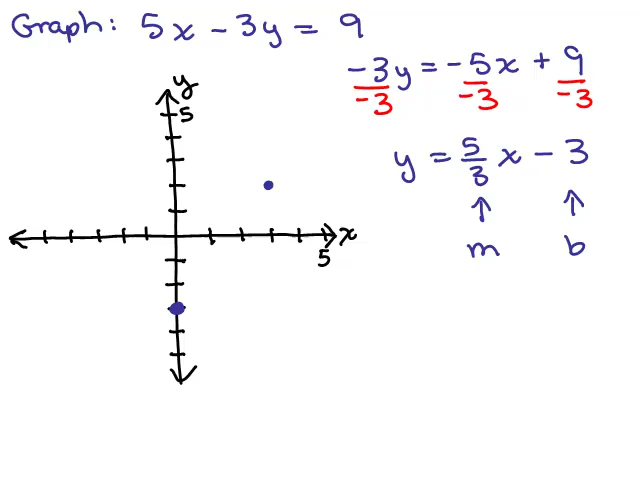 Graph: 5x - 3y = 9
-3y = -5x + 9
-3 -3 -3
y = 5/3 x - 3
m b
y
5
x
5